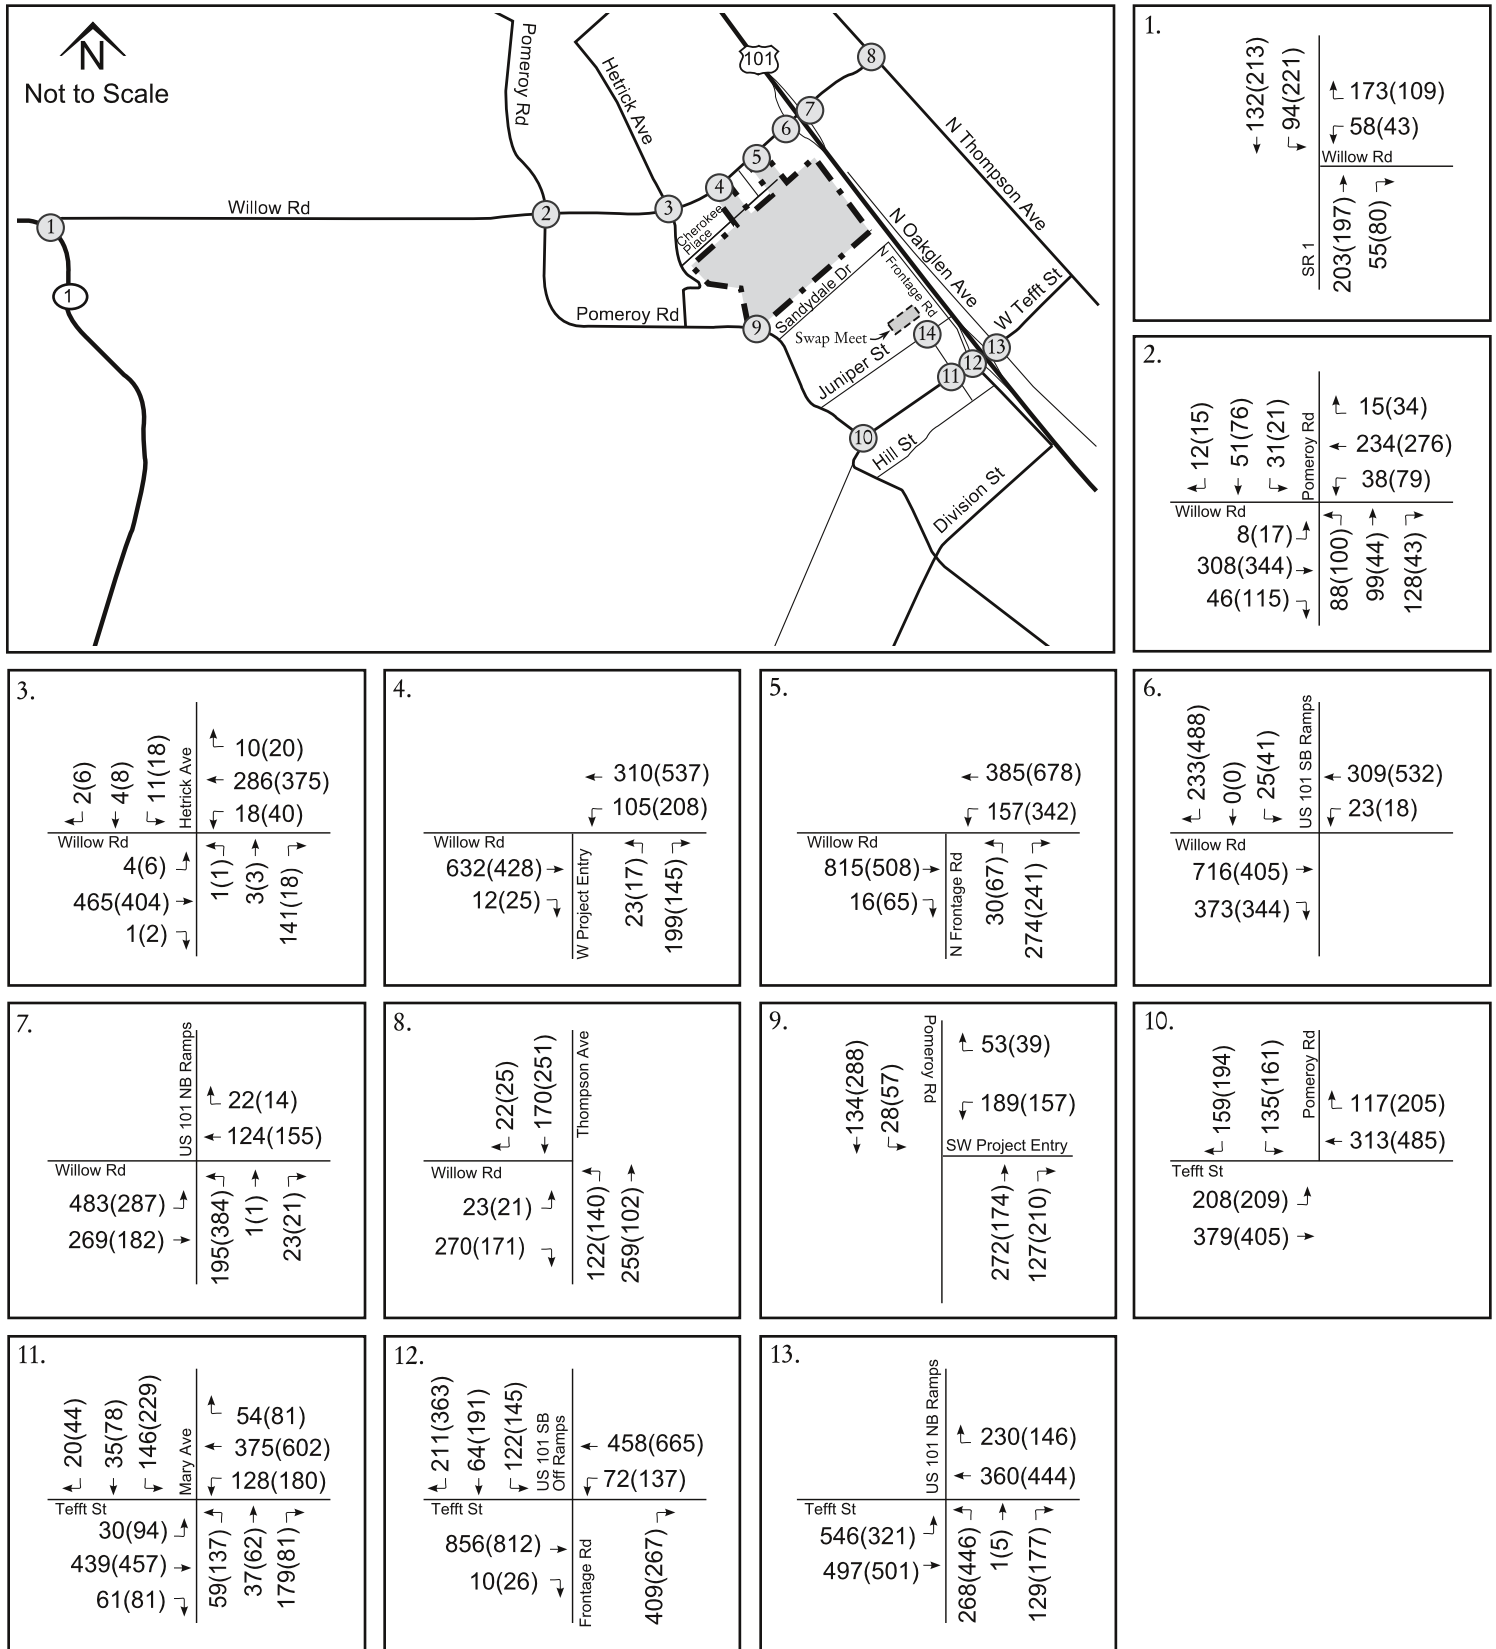 N
Not to Scale
Pomeroy Rd
Hetrick Ave
101
8
7
6
5
4
3
2
1
Willow Rd
N Thompson Ave
Cherokee
Place
N Oakglen Ave
N Frontage Rd
Sandydale Dr
W Tefft St
1
Pomeroy Rd
9
Swap Meet
14
13
12
11
Juniper St
10
Hill St
Division St
1.
132(213)
94(221)
173(109)
58(43)
Willow Rd
SR 1
203(197)
55(80)
2.
12(15)
51(76)
31(21)
Pomeroy Rd
15(34)
234(276)
38(79)
Willow Rd
8(17)
308(344)
46(115)
88(100)
99(44)
128(43)
3.
2(6)
4(8)
11(18)
Hetrick Ave
10(20)
286(375)
18(40)
Willow Rd
4(6)
465(404)
1(2)
1(1)
3(3)
141(18)
4.
310(537)
105(208)
Willow Rd
632(428)
12(25)
W Project Entry
23(17)
199(145)
5.
385(678)
157(342)
Willow Rd
815(508)
16(65)
N Frontage Rd
30(67)
274(241)
6.
233(488)
0(0)
25(41)
US 101 SB Ramps
309(532)
23(18)
Willow Rd
716(405)
373(344)
7.
US 101 NB Ramps
22(14)
124(155)
Willow Rd
483(287)
269(182)
195(384)
1(1)
23(21)
8.
22(25)
170(251)
Thompson Ave
Willow Rd
23(21)
270(171)
122(140)
259(102)
9.
134(288)
28(57)
Pomeroy Rd
53(39)
189(157)
SW Project Entry
272(174)
127(210)
10.
159(194)
135(161)
Pomeroy Rd
117(205)
313(485)
Tefft St
208(209)
379(405)
11.
20(44)
35(78)
146(229)
Mary Ave
54(81)
375(602)
128(180)
Tefft St
30(94)
439(457)
61(81)
59(137)
37(62)
179(81)
12.
211(363)
64(191)
122(145)
US 101 SB
Off Ramps
458(665)
72(137)
Tefft St
856(812)
10(26)
Frontage Rd
409(267)
13.
US 101 NB Ramps
230(146)
360(444)
Tefft St
546(321)
497(501)
268(446)
1(5)
129(177)